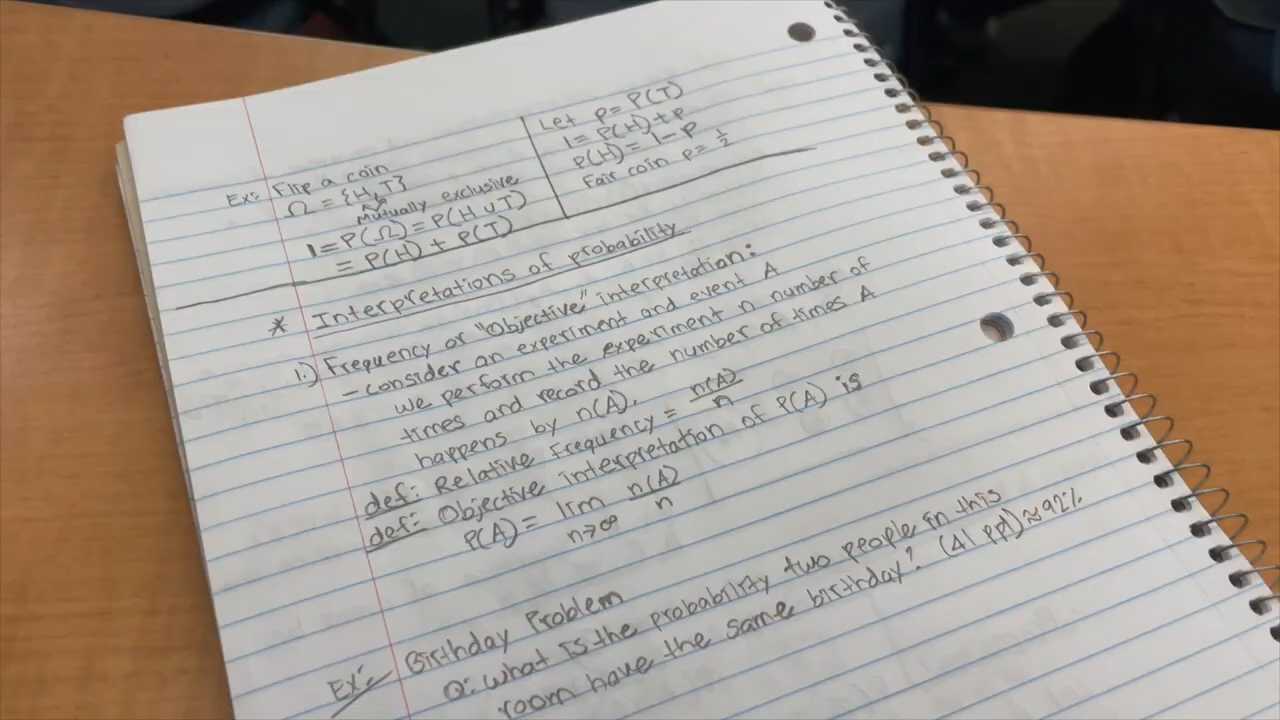 Ex: Flip a coin
Ω = {H, T}
Mutually exclusive
1 = P(Ω) = P(H ∪ T)
= P(H) + P(T)
Let p = P(T)
1 = P(H) + p
P(H) = 1 - p
Fair coin p = 1/2
* Interpretations of probability
1.) Frequency or "Objective" interpretation:
- consider an experiment and event A
we perform the experiment n number of
times and record the number of times A
happens by n(A).
def: Relative Frequency = n(A)/n
def: Objective interpretation of P(A) is
P(A) = lim n→∞ n(A)/n
Ex: Birthday Problem
Q: What is the probability two people in this
room have the same birthday? (41 ppl) ≈ 92%